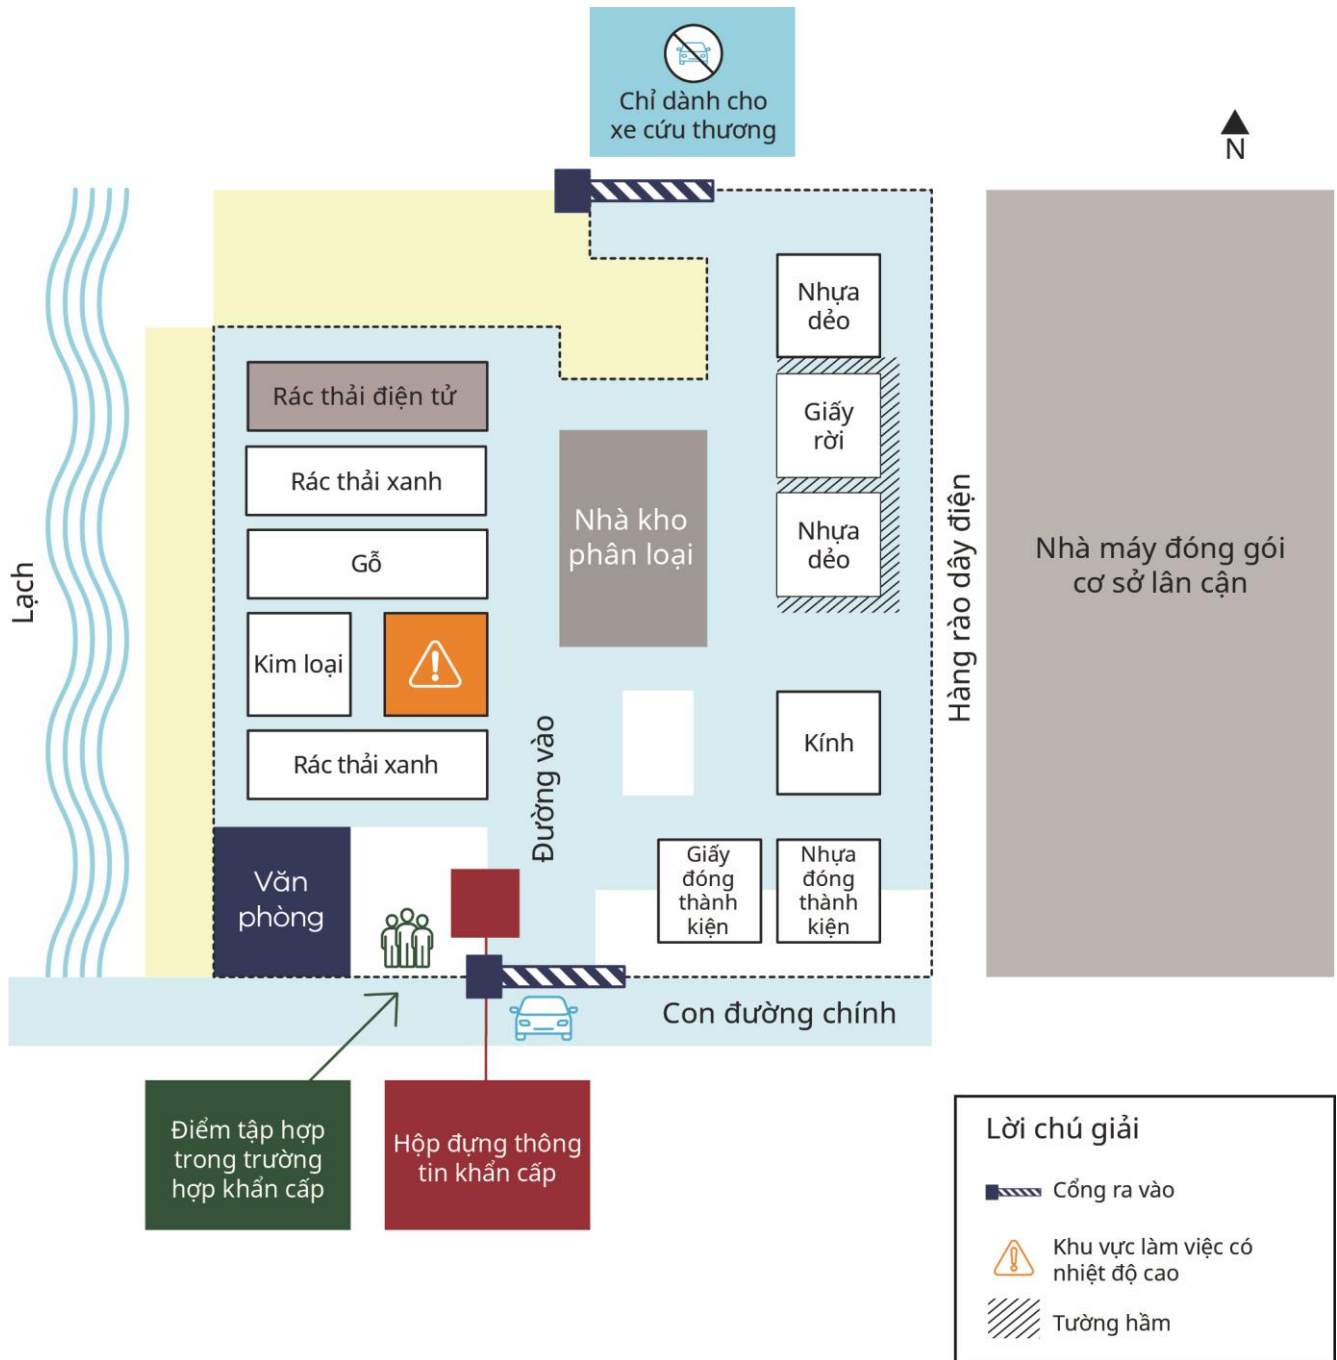 Chỉ dành cho
xe cứu thương
N
Nhựa
dẻo
Rác thải điện tử
Giấy
rời
Rác thải xanh
Nhà kho
phân loại
Nhựa
dẻo
Gỗ
Hàng rào dây điện
Nhà máy đóng gói
cơ sở lân cận
Lạch
Kim loại
Kính
Rác thải xanh
Đường vào
Văn
phòng
Giấy
đóng
thành
kiện
Nhựa
đóng
thành
kiện
Con đường chính
Điểm tập hợp
trong trường
hợp khẩn cấp
Hộp đựng thông
tin khẩn cấp
Lời chú giải
Cổng ra vào
Khu vực làm việc có
nhiệt độ cao
Tường hầm